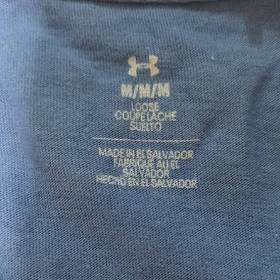 M/M/M
LOOSE
COUPE LACHE
SUELTO
MADE IN EL SALVADOR
FABRIQUE AU EL
SALVADOR
HECHO EN EL SALVADOR